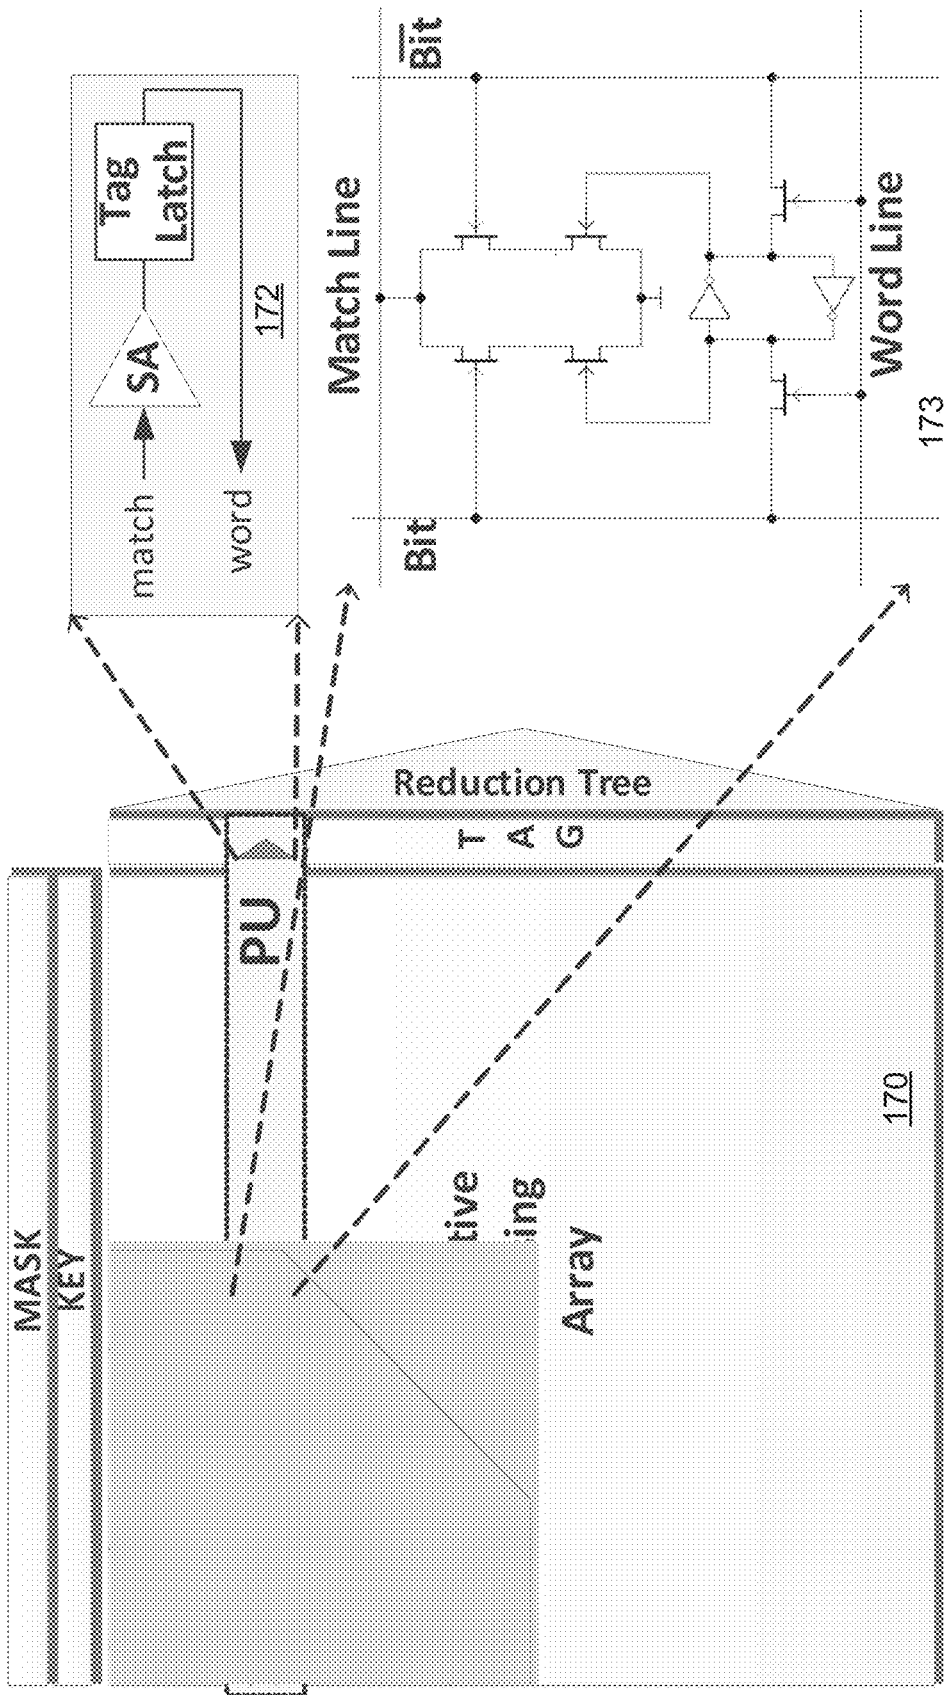 MASK
KEY
PU
tive
ing
Array
170
T
A
G
Reduction Tree
match
SA
Tag
Latch
word
172
Match Line
Bit
Bit
Word Line
173